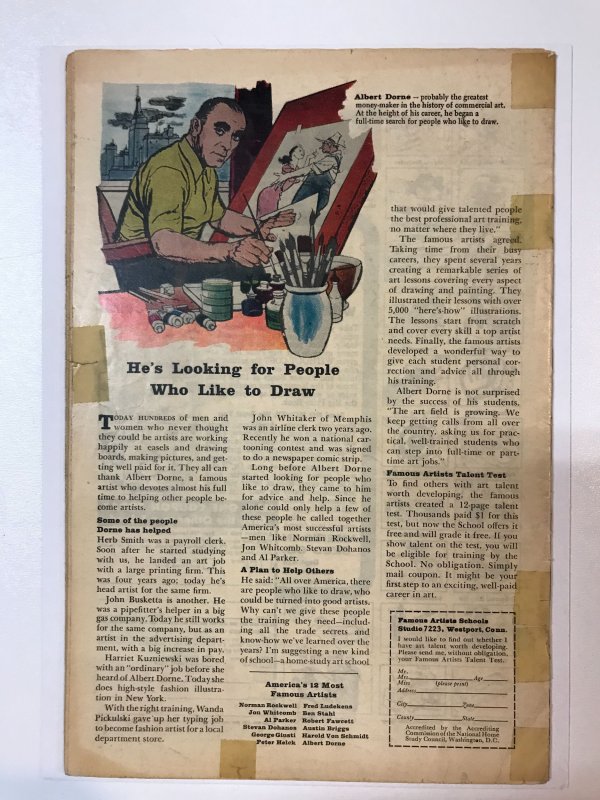 Albert Dorne — probably the greatest
money-maker in the history of commercial art.
At the height of his career, he began a
full-time search for people who like to draw.
He's Looking for People
Who Like to Draw
TODAY HUNDREDS of men and
women who never thought
they could be artists are working
happily at easels and drawing
boards, making pictures, and get-
ting well paid for it. They all can
thank Albert Dorne, a famous
artist who devotes almost his full
time to helping other people be-
come artists.
Some of the people
Dorne has helped
Herb Smith was a payroll clerk.
Soon after he started studying
with us, he landed an art job
with a large printing firm. This
was four years ago; today he's
head artist for the same firm.
John Busketta is another. He
was a pipefitter's helper in a big
gas company. Today he still works
for the same company, but as an
artist in the advertising depart-
ment, with a big increase in pay.
Harriet Kuzniewski was bored
with an "ordinary" job before she
heard of Albert Dorne. Today she
does high-style fashion illustra-
tion in New York.
With the right training, Wanda
Pickulski gave up her typing job
to become fashion artist for a local
department store.
John Whitaker of Memphis
was an airline clerk two years ago.
Recently he won a national car-
tooning contest and was signed
to do a newspaper comic strip.
Long before Albert Dorne
started looking for people who
like to draw, they came to him
for advice and help. Since he
alone could only help a few of
these people he called together
America's most successful artists
—men like Norman Rockwell,
Jon Whitcomb, Stevan Dohanos
and Al Parker.
A Plan to Help Others
He said: "All over America, there
are people who like to draw, who
could be turned into good artists.
Why can't we give these people
the training they need—includ-
ing all the trade secrets and
know-how we've learned over the
years? I'm suggesting a new kind
of school—a home-study art school
America's 12 Most
Famous Artists
Norman Rockwell
Jon Whitcomb
Al Parker
Stevan Dohanos
George Giusti
Peter Helck
Fred Ludekens
Ben Stahl
Robert Fawcett
Austin Briggs
Harold Von Schmidt
Albert Dorne
that would give talented people
the best professional art training,
no matter where they live."
The famous artists agreed.
Taking time from their busy
careers, they spent several years
creating a remarkable series of
art lessons covering every aspect
of drawing and painting. They
illustrated their lessons with over
5,000 "here's-how" illustrations.
The lessons start from scratch
and cover every skill a top artist
needs. Finally, the famous artists
developed a wonderful way to
give each student personal cor-
rection and advice all through
his training.
Albert Dorne is not surprised
by the success of his students.
"The art field is growing. We
keep getting calls from all over
the country, asking us for prac-
tical, well-trained students who
can step into full-time or part-
time art jobs."
Famous Artists Talent Test
To find others with art talent
worth developing, the famous
artists created a 12-page talent
test. Thousands paid $1 for this
test, but now the School offers it
free and will grade it free. If you
show talent on the test, you will
be eligible for training by the
School. No obligation. Simply
mail coupon. It might be your
first step to an exciting, well-paid
career in art.
Famous Artists Schools
Studio 7223, Westport, Conn.
I would like to find out whether I
have art talent worth developing.
Please send me, without obligation,
your Famous Artists Talent Test.
Mr.
Mrs. Age
Miss (please print)
Address
City Zone
County State
Accredited by the Accrediting
Commission of the National Home
Study Council, Washington, D.C.